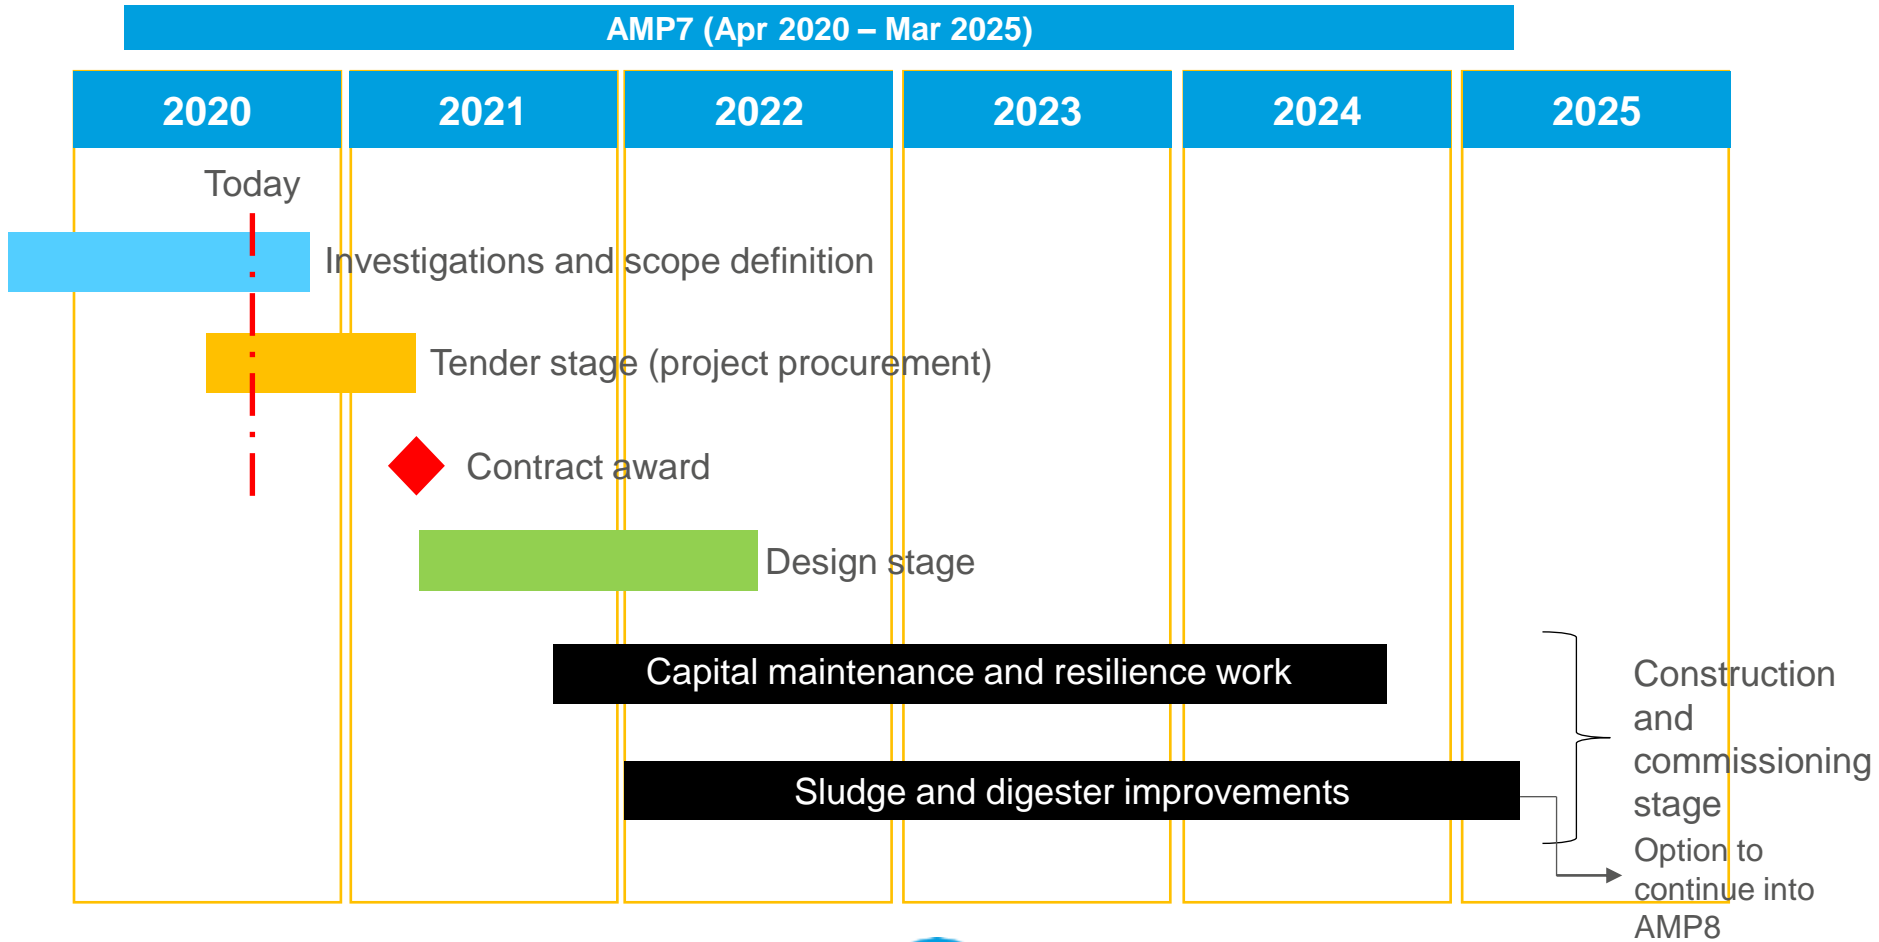 AMP7 (Apr 2020 – Mar 2025)
2020
2021
2022
2023
2024
2025
Today
Investigations and scope definition
Tender stage (project procurement)
Contract award
Design stage
Capital maintenance and resilience work
Sludge and digester improvements
Construction
and
commissioning
stage
Option to
continue into
AMP8